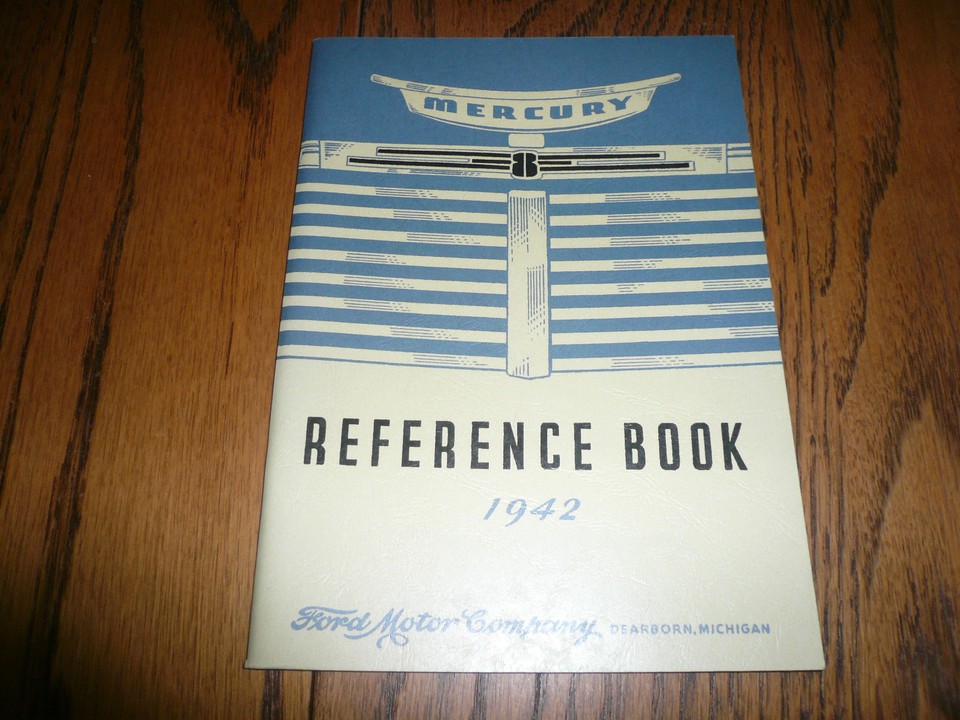 MERCURY
8
REFERENCE BOOK
1942
Ford Motor Company DEARBORN, MICHIGAN